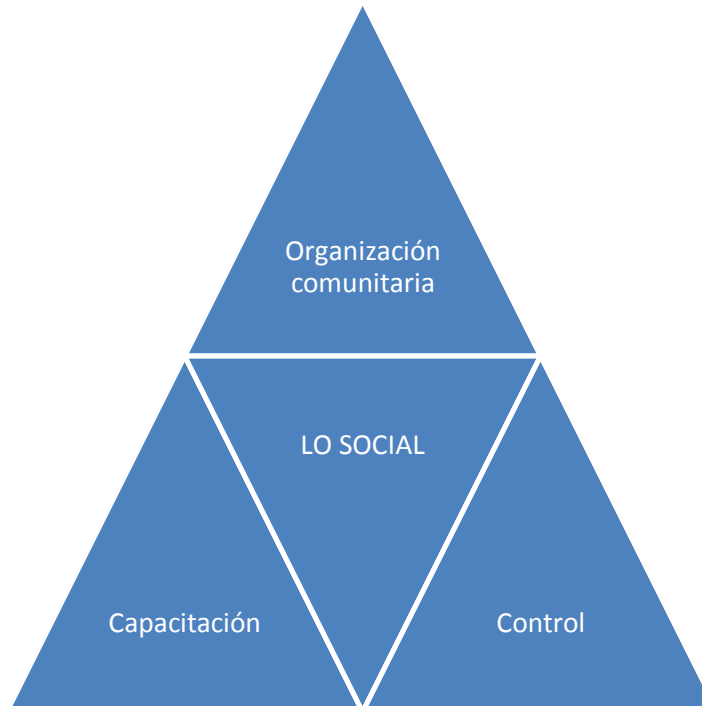 Organización
comunitaria
LO SOCIAL
Capacitación
Control